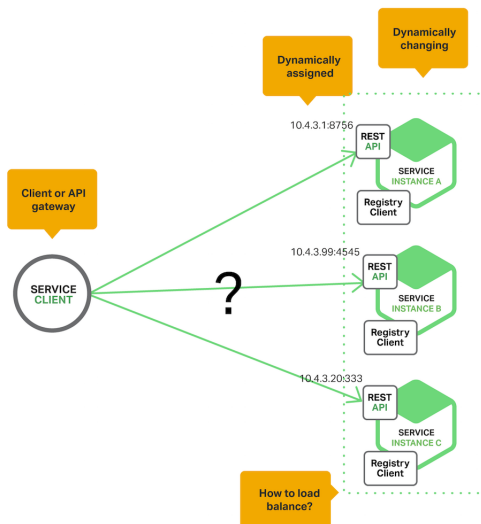 Dynamically
changing
Dynamically
assigned
10.4.3.1:8756
REST
API
SERVICE
INSTANCE A
Registry
Client
Client or API
gateway
10.4.3.99:4545
REST
API
SERVICE
INSTANCE B
Registry
Client
SERVICE
CLIENT
?
10.4.3.20:333
REST
API
SERVICE
INSTANCE C
Registry
Client
How to load
balance?